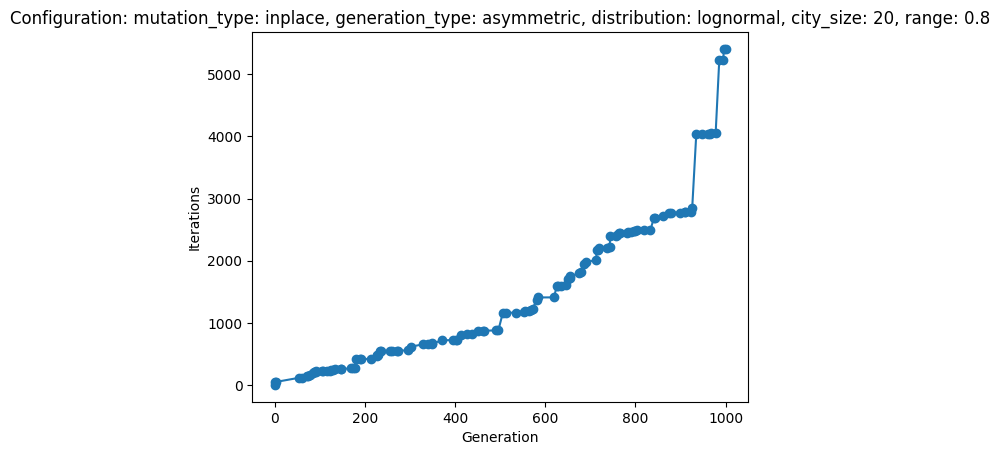 Configuration: mutation_type: inplace, generation_type: asymmetric, distribution: lognormal, city_size: 20, range: 0.8
5000
4000
3000
2000
1000
0
Iterations
0 200 400 600 800 1000
Generation